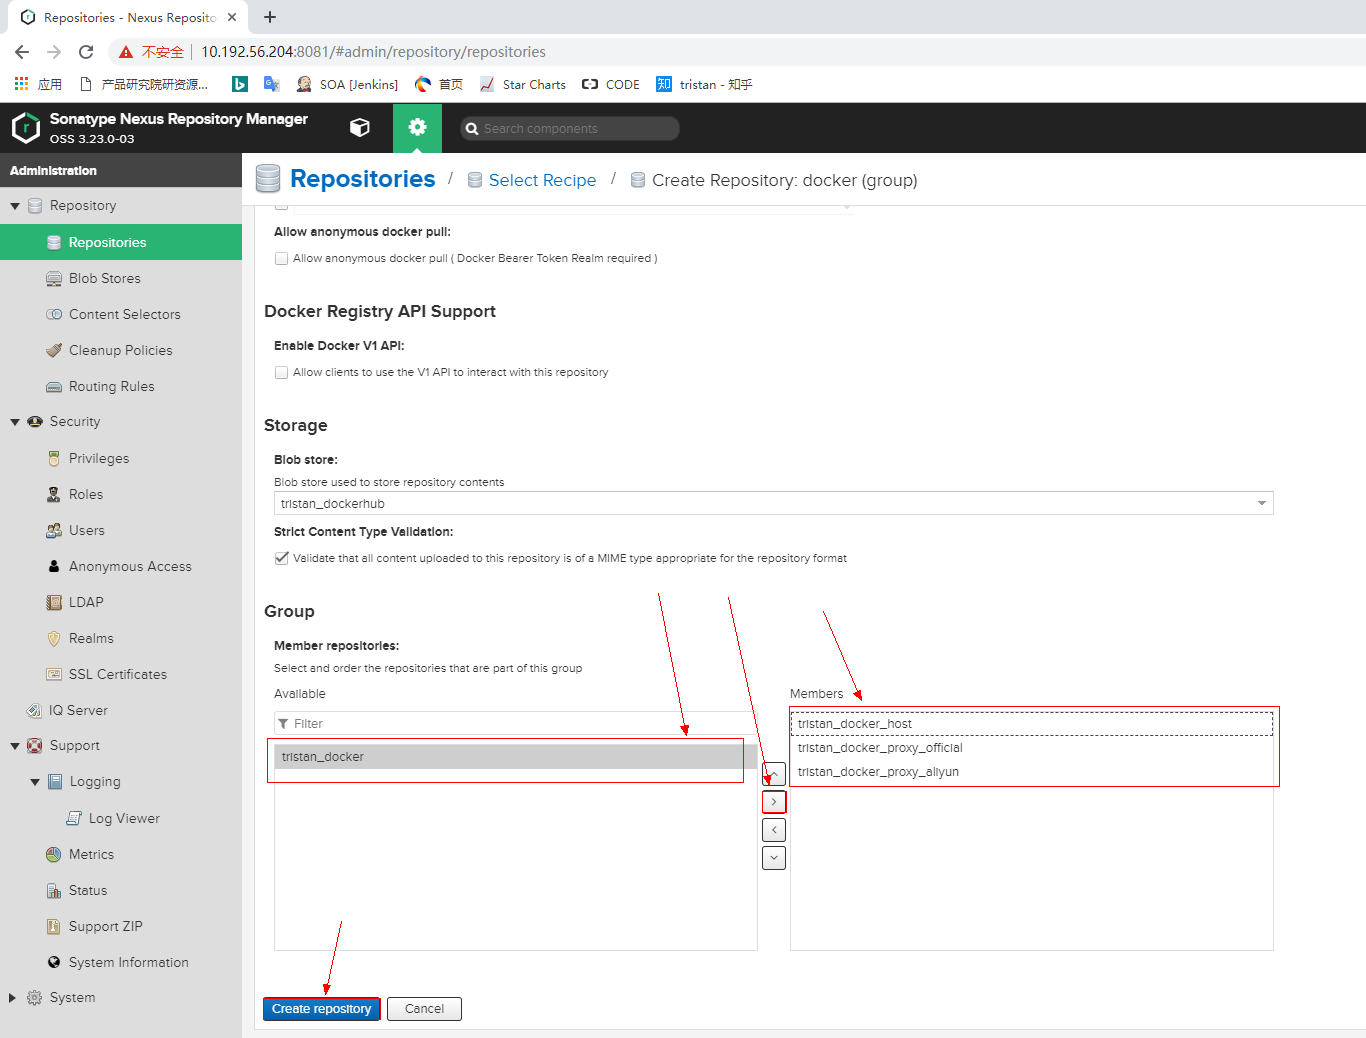 Repositories - Nexus Reposito
不安全 10.192.56.204:8081/#admin/repository/repositories
应用 产品研究院研资源... SOA [Jenkins] 首页 Star Charts CODE 知 tristan - 知乎
Sonatype Nexus Repository Manager
OSS 3.23.0-03
Search components
Administration
Repositories / Select Recipe / Create Repository: docker (group)
Repository
Repositories
Blob Stores
Content Selectors
Cleanup Policies
Routing Rules
Security
Privileges
Roles
Users
Anonymous Access
LDAP
Realms
SSL Certificates
IQ Server
Support
Logging
Log Viewer
Metrics
Status
Support ZIP
System Information
System
Allow anonymous docker pull:
Allow anonymous docker pull ( Docker Bearer Token Realm required )
Docker Registry API Support
Enable Docker V1 API:
Allow clients to use the V1 API to interact with this repository
Storage
Blob store:
Blob store used to store repository contents
tristan_dockerhub
Strict Content Type Validation:
Validate that all content uploaded to this repository is of a MIME type appropriate for the repository format
Group
Member repositories:
Select and order the repositories that are part of this group
Available
Filter
tristan_docker
Members
tristan_docker_host
tristan_docker_proxy_official
tristan_docker_proxy_aliyun
Create repository Cancel